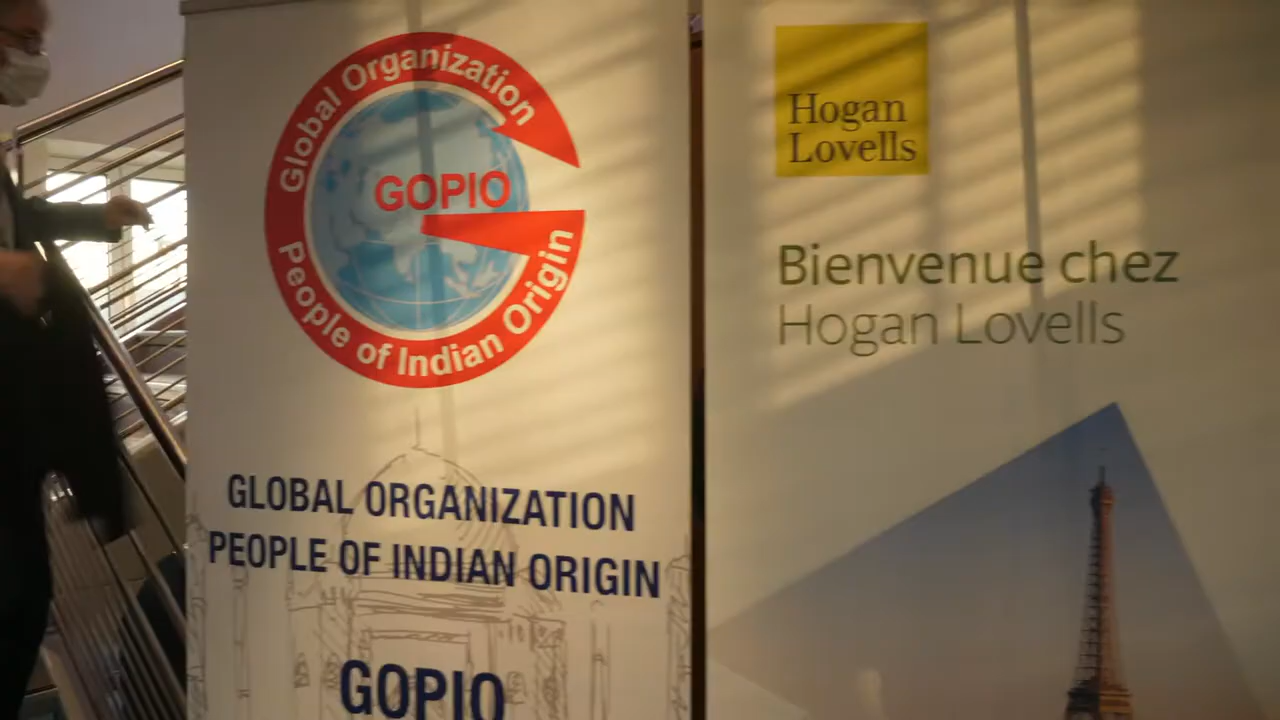 Global Organization
People of Indian Origin
GOPIO
GLOBAL ORGANIZATION
PEOPLE OF INDIAN ORIGIN
GOPIO
Hogan
Lovells
Bienvenue chez
Hogan Lovells